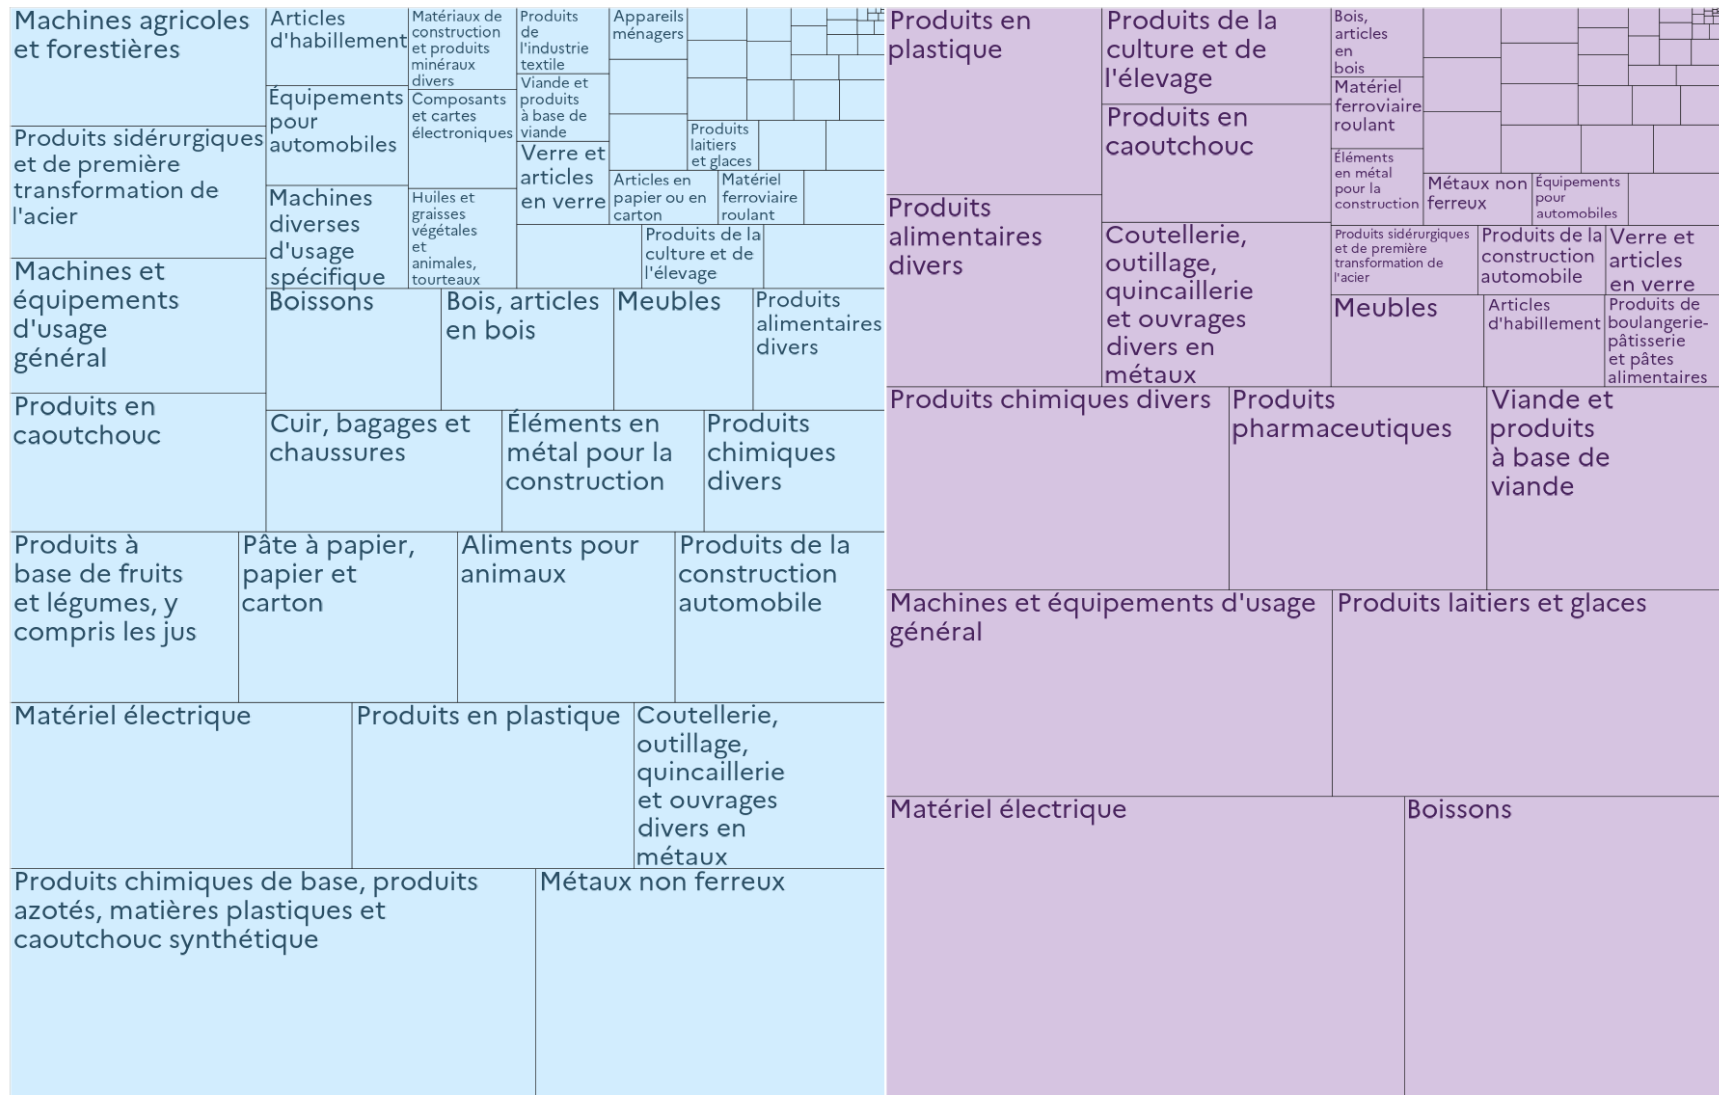 Machines agricoles
et forestières
Produits sidérurgiques
et de première
transformation de
l'acier
Machines et
équipements
d'usage
général
Produits en
caoutchouc
Articles
d'habillement
Équipements
pour
automobiles
Machines
diverses
d'usage
spécifique
Matériaux de
construction
et produits
minéraux
divers
Composants
et cartes
électroniques
Huiles et
graisses
végétales
et
animales,
tourteaux
Produits
de
l'industrie
textile
Viande et
produits
à base de
viande
Verre et
articles
en verre
Appareils
ménagers
Produits
laitiers
et glaces
Articles en
papier ou en
carton
Matériel
ferroviaire
roulant
Produits de la
culture et de
l'élevage
Boissons
Bois, articles
en bois
Meubles
Produits
alimentaires
divers
Cuir, bagages et
chaussures
Éléments en
métal pour la
construction
Produits
chimiques
divers
Produits à
base de fruits
et légumes, y
compris les jus
Pâte à papier,
papier et
carton
Aliments pour
animaux
Produits de la
construction
automobile
Matériel électrique
Produits en plastique
Coutellerie,
outillage,
quincaillerie
et ouvrages
divers en
métaux
Produits chimiques de base, produits
azotés, matières plastiques et
caoutchouc synthétique
Métaux non ferreux
Produits en
plastique
Produits
alimentaires
divers
Produits de la
culture et de
l'élevage
Produits en
caoutchouc
Coutellerie,
outillage,
quincaillerie
et ouvrages
divers en
métaux
Bois,
articles
en
bois
Matériel
ferroviaire
roulant
Éléments
en métal
pour la
construction
Métaux non
ferreux
Équipements
pour
automobiles
Produits sidérurgiques
et de première
transformation de
l'acier
Produits de la
construction
automobile
Verre et
articles
en verre
Meubles
Articles
d'habillement
Produits de
boulangerie-
pâtisserie
et pâtes
alimentaires
Produits chimiques divers
Produits
pharmaceutiques
Viande et
produits
à base de
viande
Machines et équipements d'usage
général
Produits laitiers et glaces
Matériel électrique
Boissons